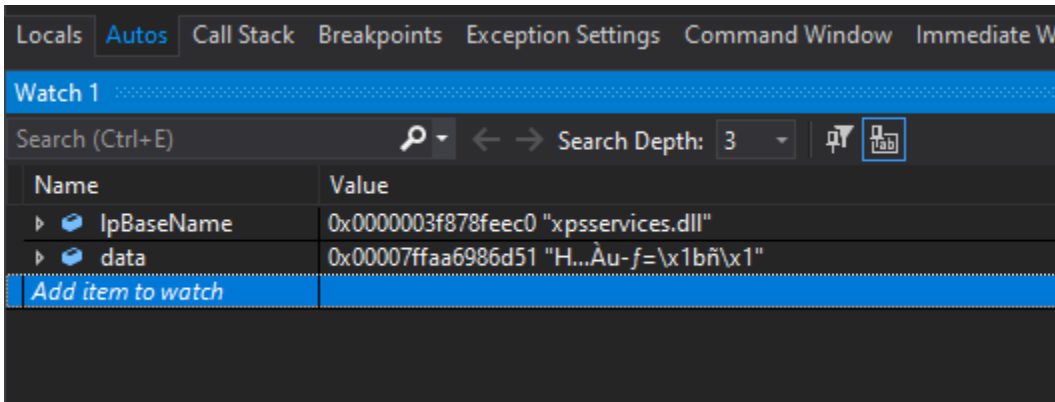 Locals Autos Call Stack Breakpoints Exception Settings Command Window Immediate W
Watch 1
Search (Ctrl+E) Search Depth: 3
Name Value
lpBaseName 0x0000003f878feec0 "xpsservices.dll"
data 0x00007ffaa6986d51 "H...Àu-ƒ=\x1bñ\x1"
Add item to watch